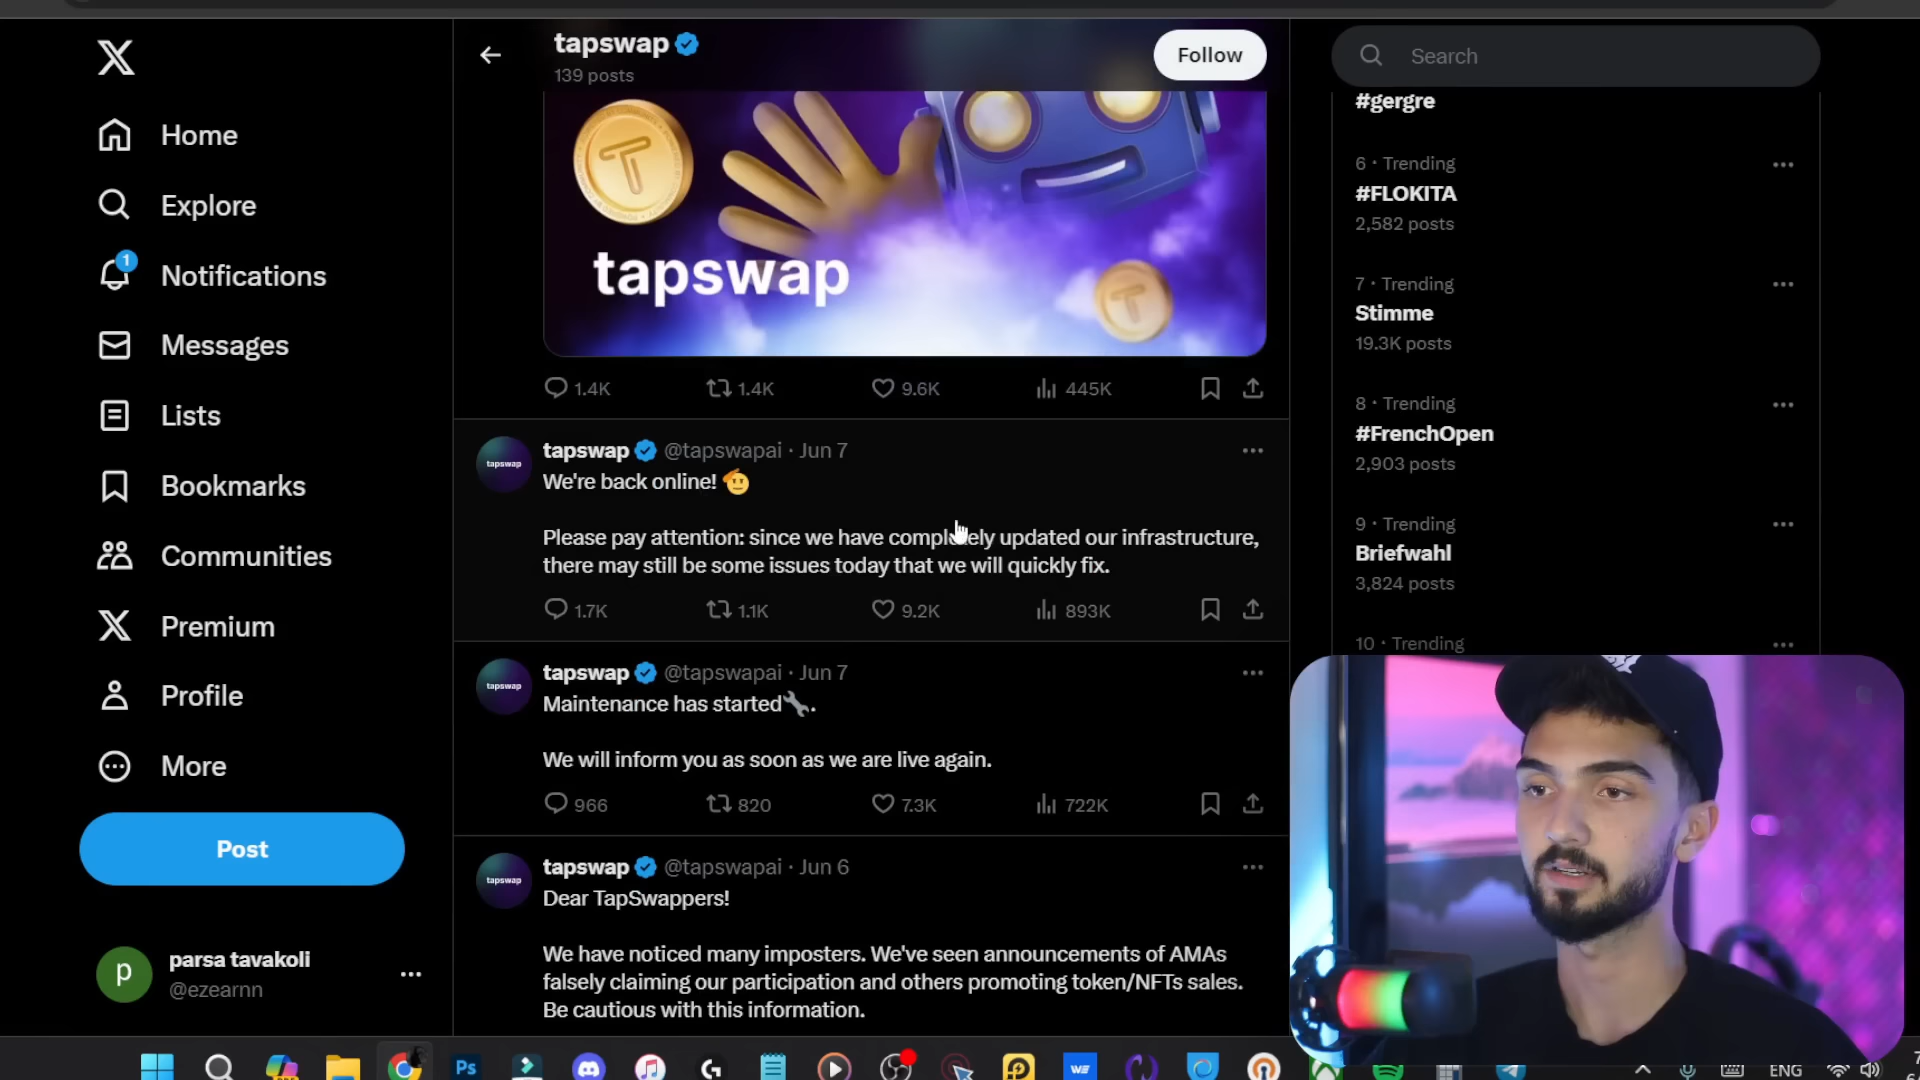 X
Home
Explore
1
Notifications
Messages
Lists
Bookmarks
Communities
Premium
Profile
More
Post
p
parsa tavakoli
@ezearnn
tapswap
139 posts
Follow
tapswap
1.4K 1.4K 9.6K 445K
tapswap
tapswap @tapswapai · Jun 7
We're back online!
Please pay attention: since we have completely updated our infrastructure,
there may still be some issues today that we will quickly fix.
1.7K 1.1K 9.2K 893K
tapswap
tapswap @tapswapai · Jun 7
Maintenance has started.
We will inform you as soon as we are live again.
966 820 7.3K 722K
tapswap
tapswap @tapswapai · Jun 6
Dear TapSwappers!
We have noticed many imposters. We've seen announcements of AMAs
falsely claiming our participation and others promoting token/NFTs sales.
Be cautious with this information.
Search
#gergre
6 · Trending
#FLOKITA
2,582 posts
7 · Trending
Stimme
19.3K posts
8 · Trending
#FrenchOpen
2,903 posts
9 · Trending
Briefwahl
3,824 posts
10 · Trending
Ps
WE
ENG